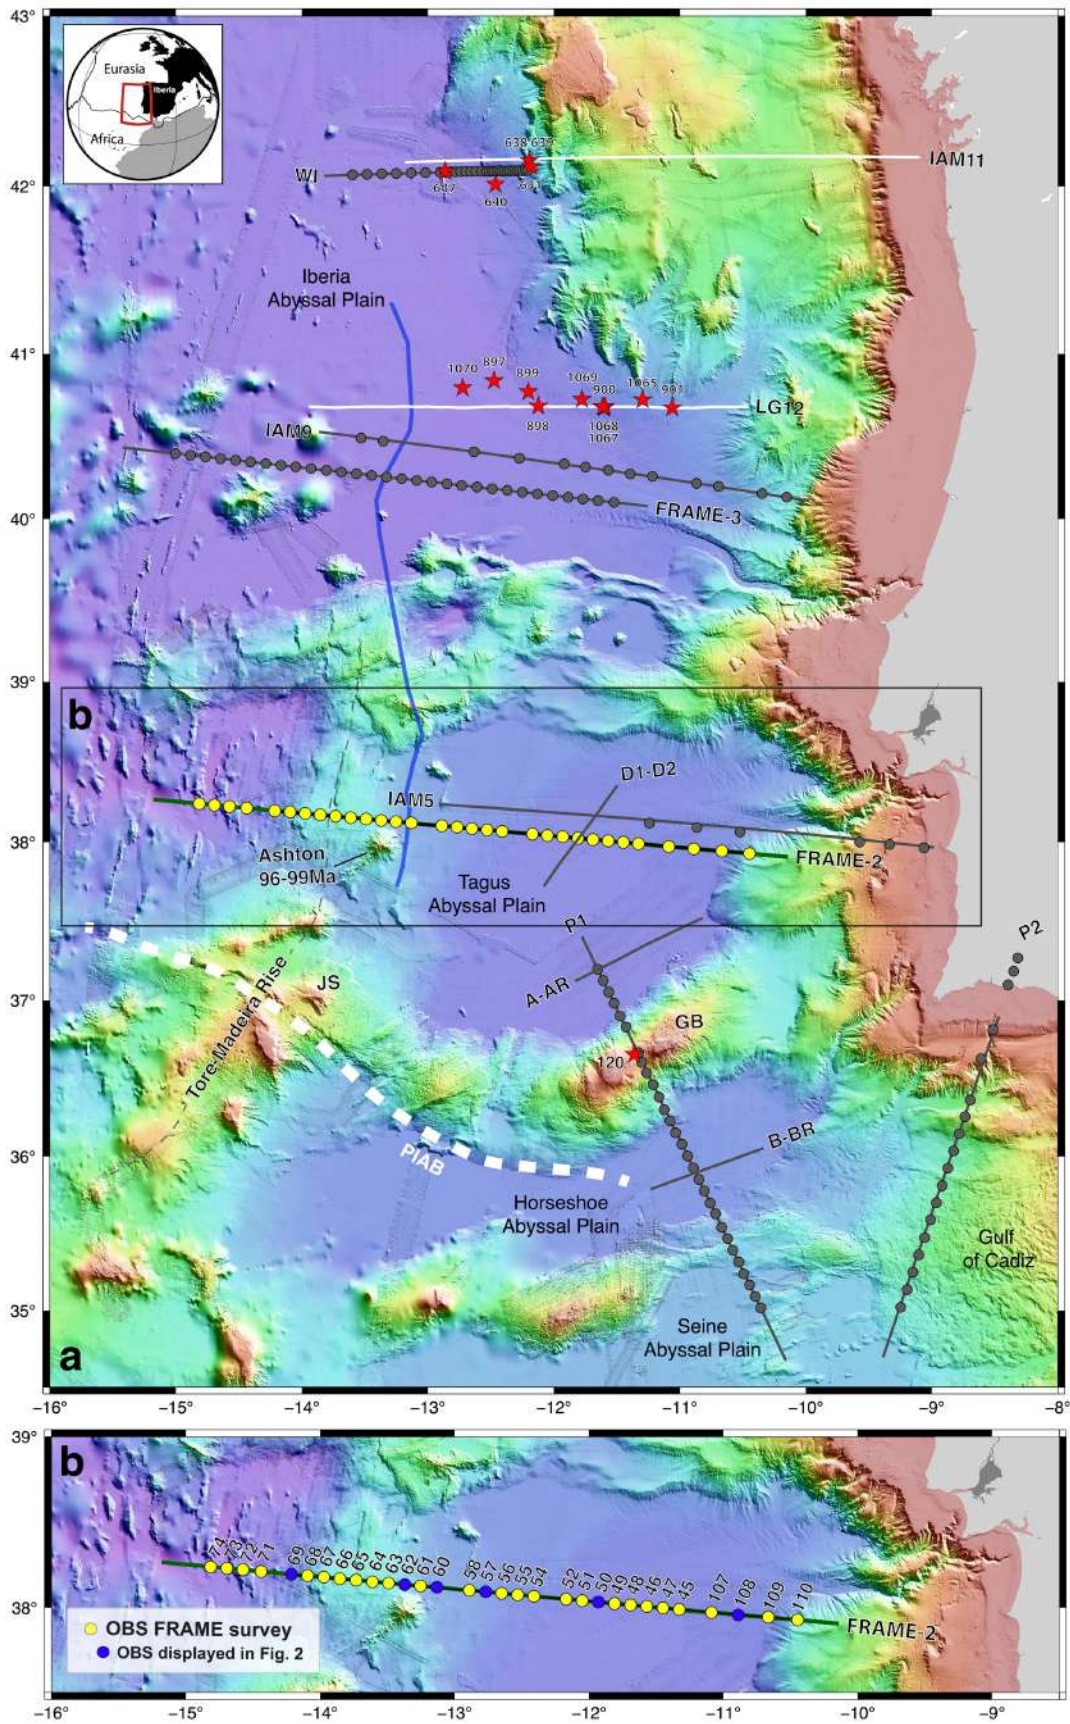 43°
Eurasia
Iberia
Africa
638 639
IAM11
WI
42°
637
641
640
Iberia
Abyssal Plain
41°
1070
897
899
1069
900
1065
901
LG12
898
1068
1067
IAM9
FRAME-3
40°
39°
b
D1-D2
IAM5
38°
Ashton
96-99Ma
FRAME-2
Tagus
Abyssal Plain
P1
P2
JS
37°
A-AR
Tore-Madeira Rise
GB
120
B-BR
36°
PIAB
Horseshoe
Abyssal Plain
Gulf
of Cadiz
35°
Seine
Abyssal Plain
a
−16° −15° −14° −13° −12° −11° −10° −9° −8°
39°
b
74 73 72 71 69 68 67 66 65 64 63 62 61 60 58 57 56 55 54 52 51 50 49 48 46 47 45 107 108 109 110
38°
FRAME-2
OBS FRAME survey
OBS displayed in Fig. 2
−16° −15° −14° −13° −12° −11° −10° −9°